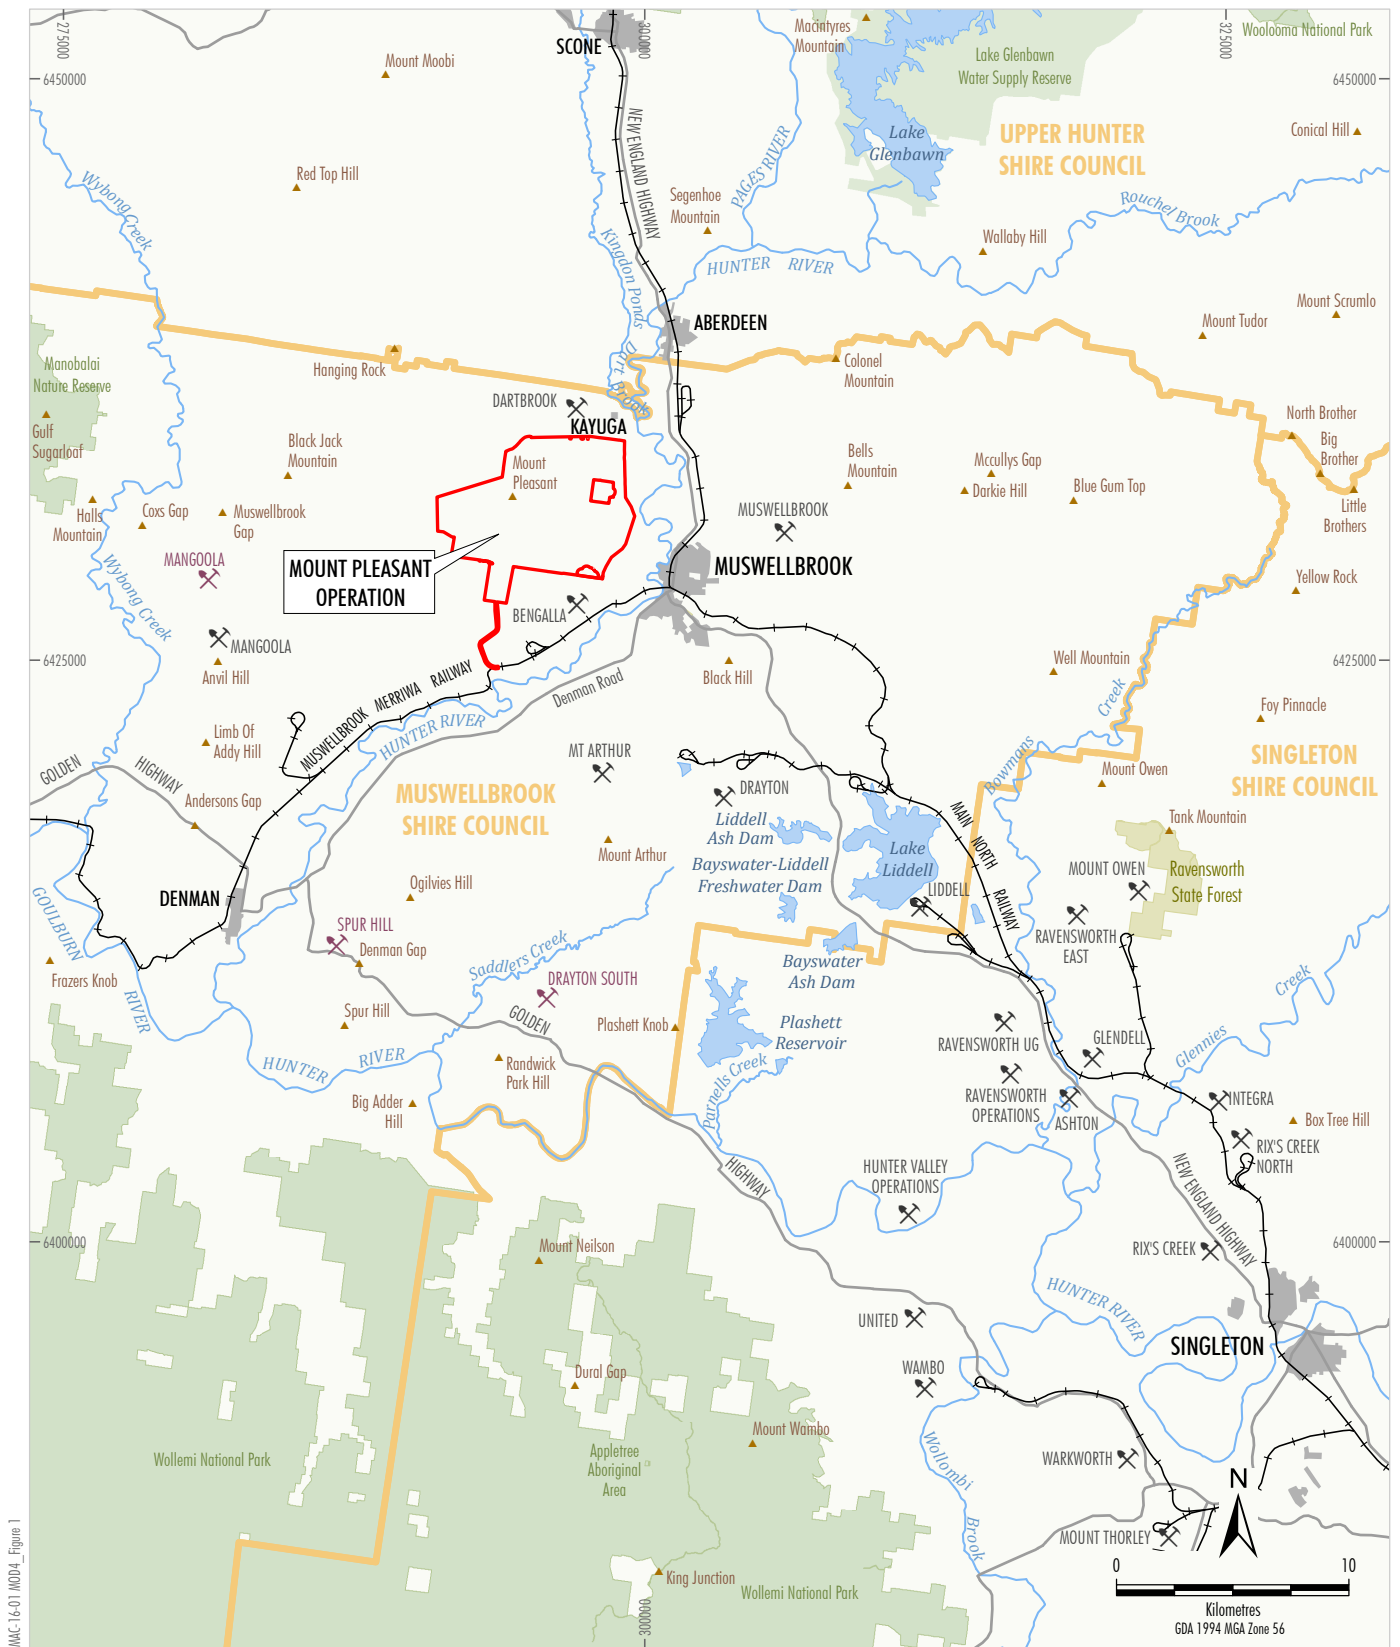 275000
SCONE
300000
Macintyres
Mountain
325000
Woolooma National Park
6450000
Mount Moobi
Lake Glenbawn
Water Supply Reserve
6450000
NEW ENGLAND HIGHWAY
PAGES RIVER
Lake
Glenbawn
UPPER HUNTER
SHIRE COUNCIL
Conical Hill
Wybong Creek
Red Top Hill
Segenhoe
Mountain
Rouchel Brook
Wallaby Hill
Kingdon Ponds
HUNTER RIVER
Mount Scrumlo
ABERDEEN
Mount Tudor
Manobalai
Nature Reserve
Hanging Rock
Dart Brook
Colonel
Mountain
DARTBROOK
KAYUGA
Gulf
Sugarloaf
Black Jack
Mountain
North Brother
Big
Brother
Mount
Pleasant
Bells
Mountain
Mccullys Gap
Darkie Hill
Blue Gum Top
Little
Brothers
Halls
Mountain
Coxs Gap
Muswellbrook
Gap
MUSWELLBROOK
MANGOOLA
MOUNT PLEASANT
OPERATION
MUSWELLBROOK
Yellow Rock
Wybong Creek
BENGALLA
MANGOOLA
6425000
Anvil Hill
Black Hill
Well Mountain
6425000
MUSWELLBROOK MERRIWA RAILWAY
Denman Road
Creek
Foy Pinnacle
Limb Of
Addy Hill
HUNTER RIVER
GOLDEN
HIGHWAY
MT ARTHUR
Bowmans
SINGLETON
SHIRE COUNCIL
Mount Owen
Andersons Gap
MUSWELLBROOK
SHIRE COUNCIL
DRAYTON
Liddell
Ash Dam
MAIN NORTH RAILWAY
Tank Mountain
Mount Arthur
Bayswater-Liddell
Freshwater Dam
Lake
Liddell
LIDDELL
MOUNT OWEN
Ravensworth
State Forest
DENMAN
Ogilvies Hill
GOULBURN
RIVER
SPUR HILL
Denman Gap
Saddlers Creek
RAVENSWORTH
EAST
Frazers Knob
DRAYTON SOUTH
Bayswater
Ash Dam
Creek
Spur Hill
GOLDEN
Plashett Knob
Plashett
Reservoir
RAVENSWORTH UG
GLENDELL
Glennies
HUNTER RIVER
Randwick
Park Hill
Parnells Creek
RAVENSWORTH
OPERATIONS
ASHTON
INTEGRA
Big Adder
Hill
Box Tree Hill
RIX'S CREEK
NORTH
HIGHWAY
HUNTER VALLEY
OPERATIONS
NEW ENGLAND HIGHWAY
6400000
Mount Neilson
RIX'S CREEK
6400000
HUNTER RIVER
UNITED
SINGLETON
WAMBO
Dural Gap
Mount Wambo
Wollombi
Brook
Wollemi National Park
Appletree
Aboriginal
Area
WARKWORTH
N
MOUNT THORLEY
King Junction
Wollemi National Park
0
10
Kilometres
GDA 1994 MGA Zone 56
300000
MAC-16-01 MOD4_Figure 1